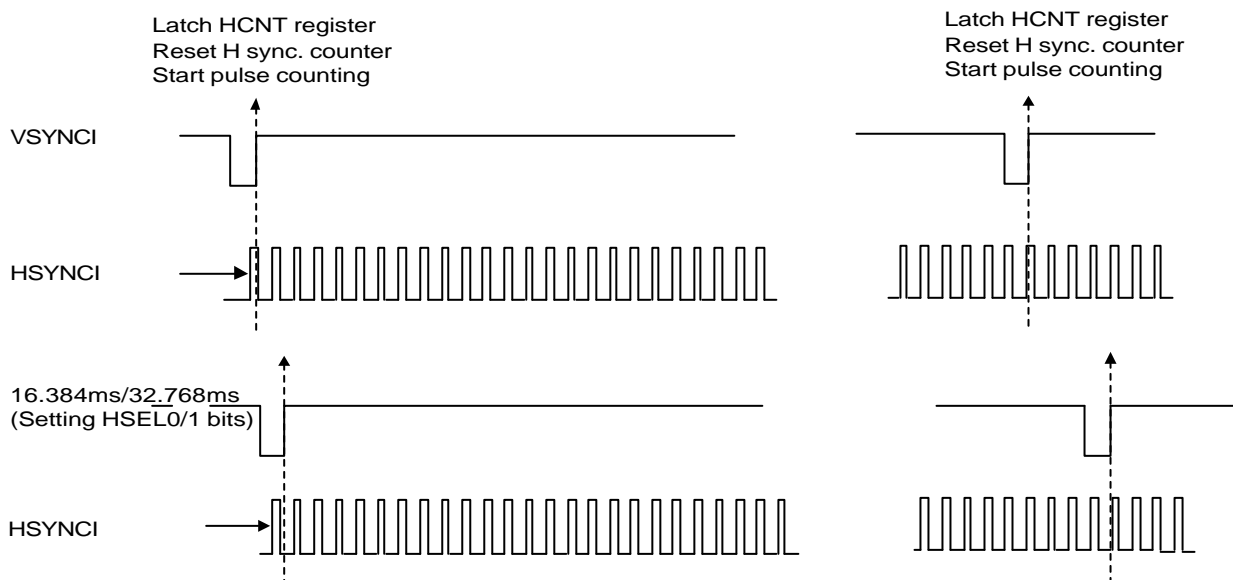 Latch HCNT register
Reset H sync. counter
Start pulse counting
Latch HCNT register
Reset H sync. counter
Start pulse counting
VSYNCI
HSYNCI
16.384ms/32.768ms
(Setting HSEL0/1 bits)
HSYNCI